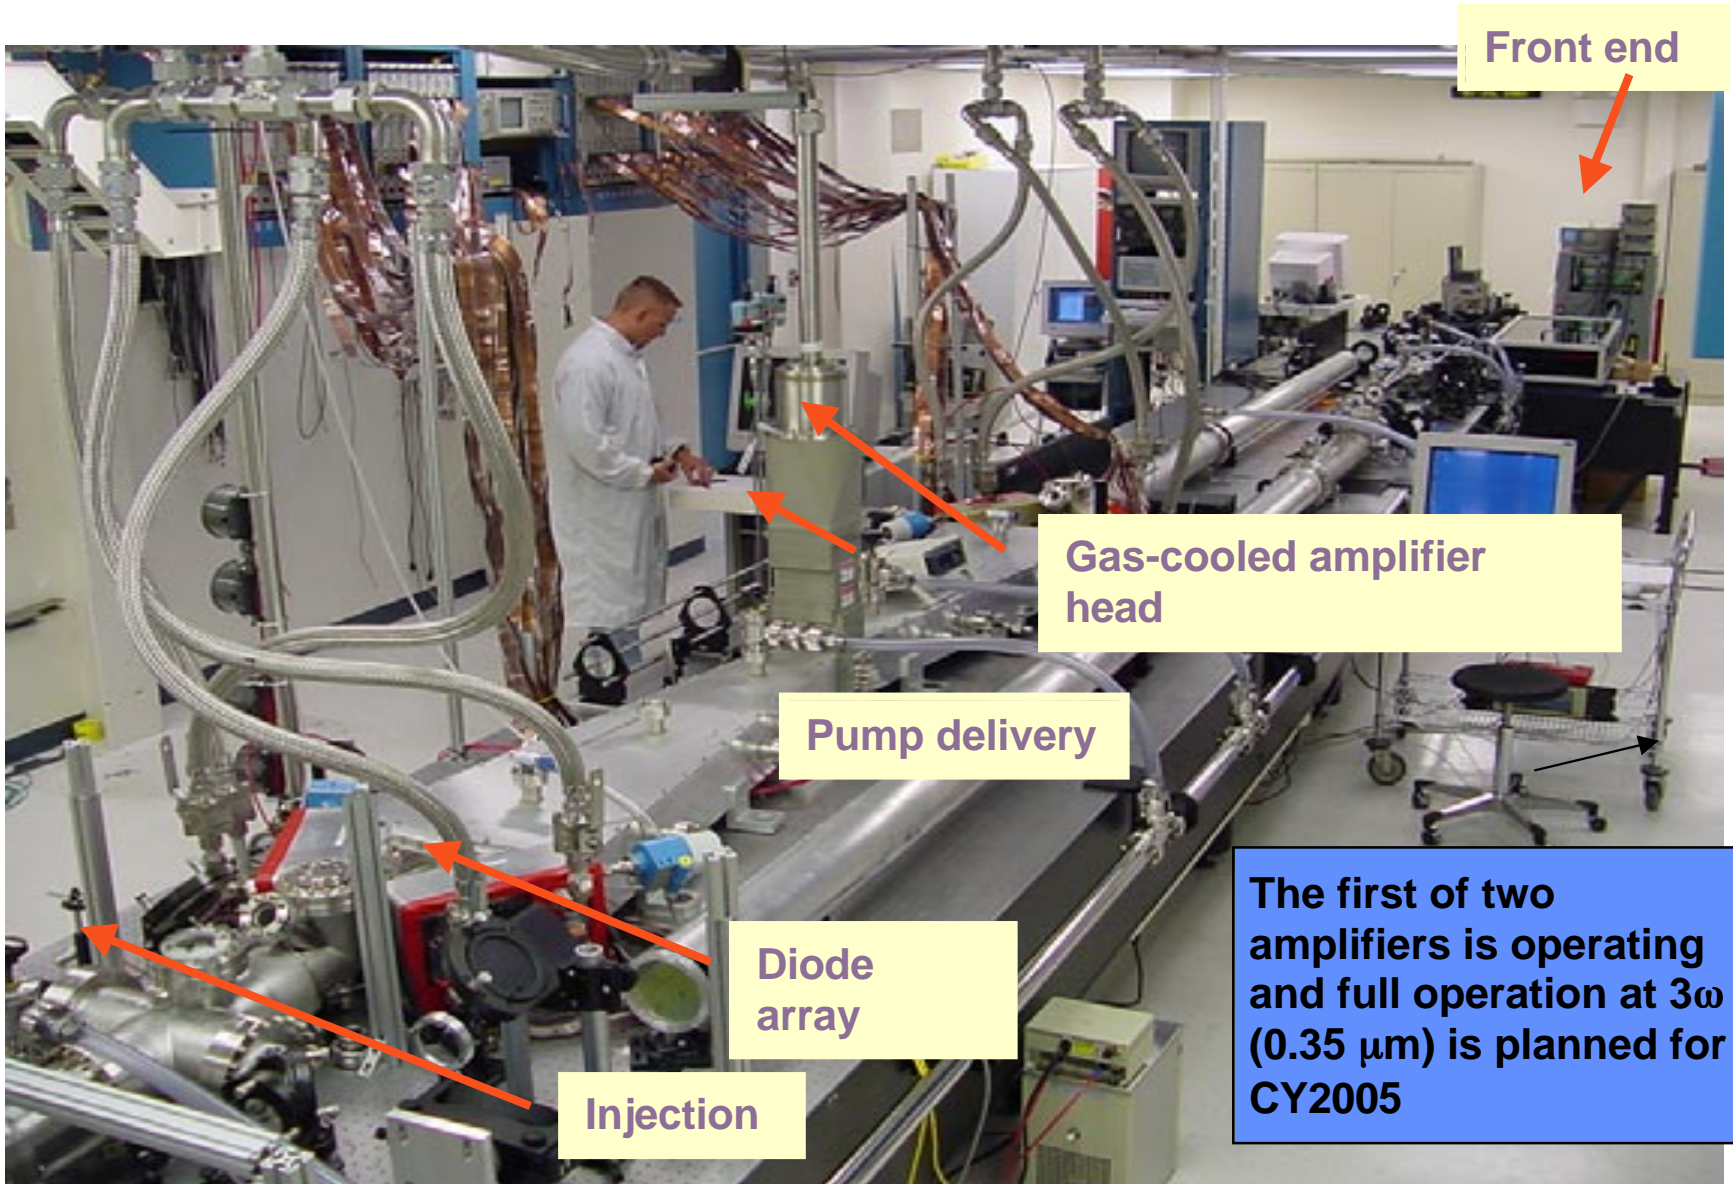 Front end
Gas-cooled amplifier
head
Pump delivery
Diode
array
Injection
The first of two
amplifiers is operating
and full operation at 3ω
(0.35 μm) is planned for
CY2005